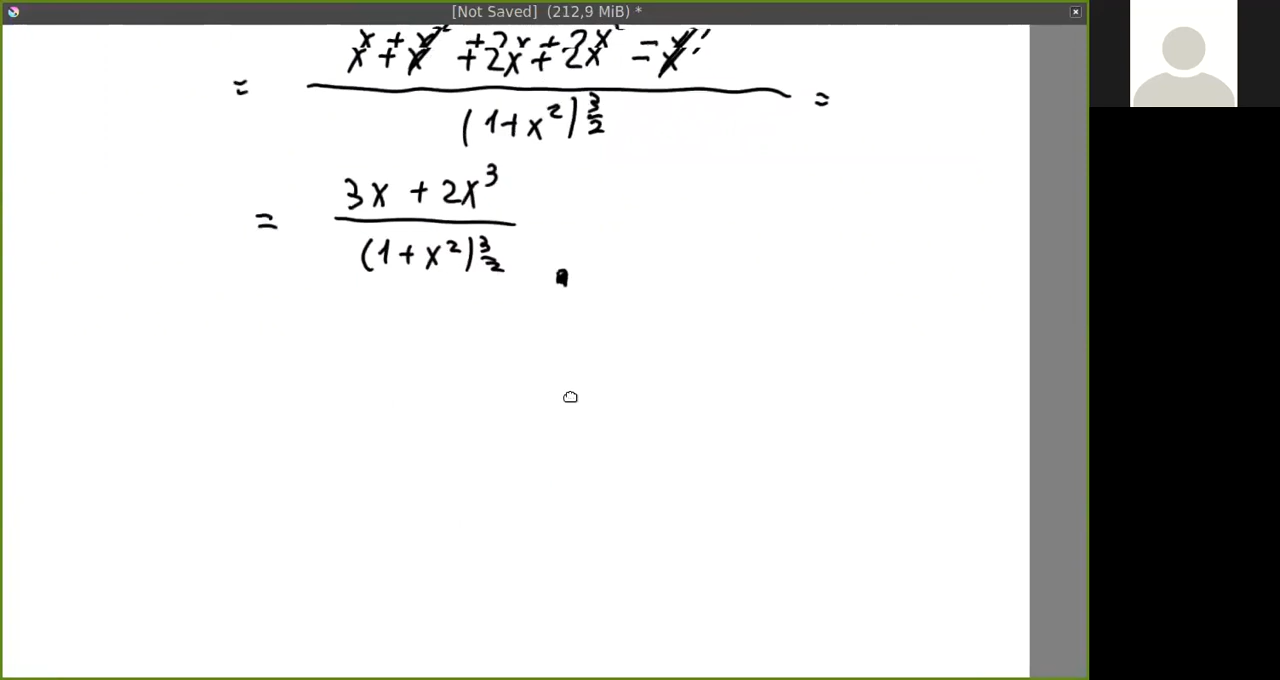 [Not Saved] (212,9 MiB) *
=
(1+x²)^3/2
=
= 3x + 2x³
(1+x²)^3/2